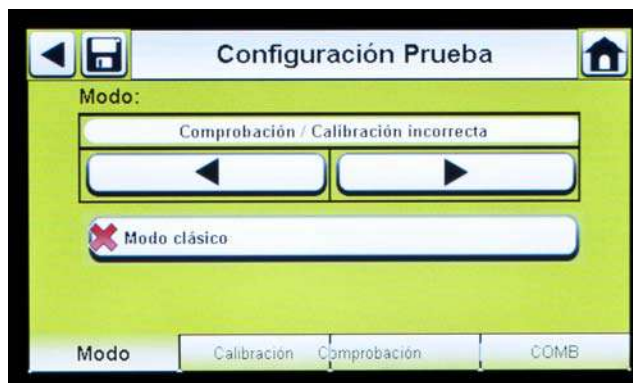 Configuración Prueba
Modo:
Comprobación / Calibración incorrecta
Modo clásico
Modo Calibración Comprobación COMB